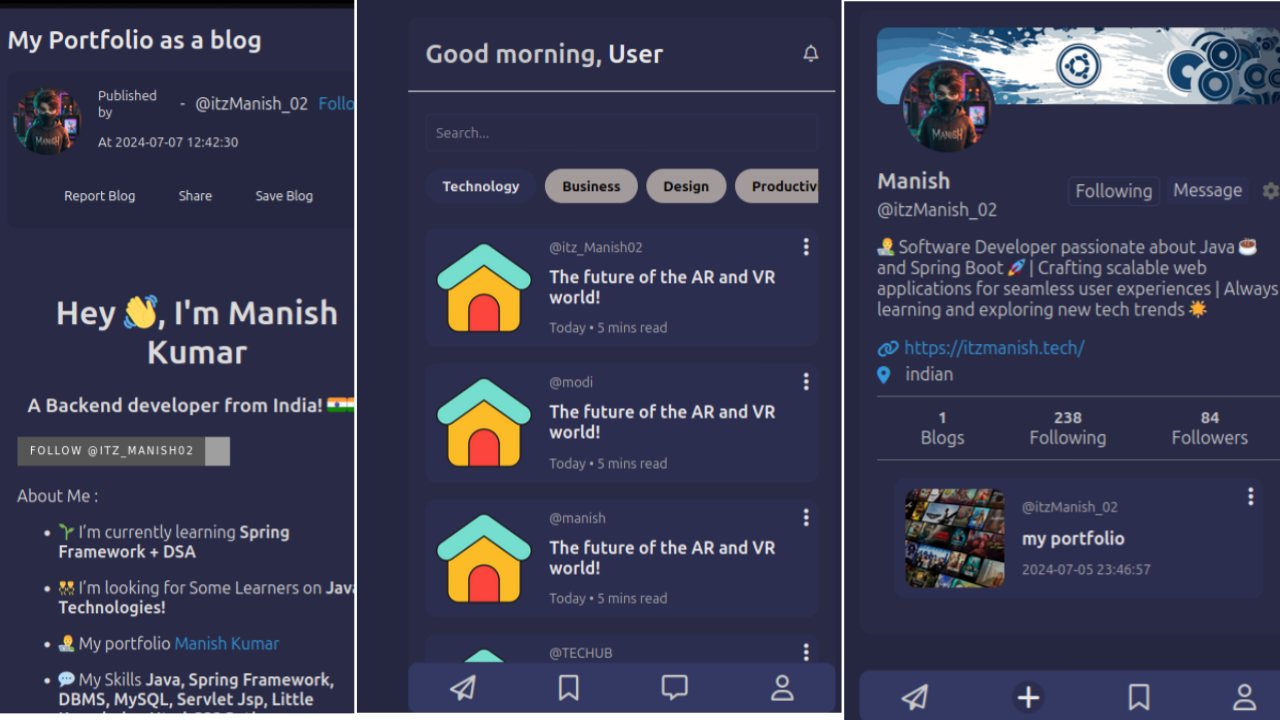 My Portfolio as a blog
Published
by
- @itzManish_02 Follo
At 2024-07-07 12:42:30
Report Blog Share Save Blog
Hey 👋, I'm Manish
Kumar
A Backend developer from India! 🇮🇳
FOLLOW @ITZ_MANISH02
About Me :
• 🌱 I'm currently learning Spring
Framework + DSA
• 👯 I'm looking for Some Learners on Java
Technologies!
• 👨‍💼 My portfolio Manish Kumar
• 💬 My Skills Java, Spring Framework,
DBMS, MySQL, Servlet Jsp, Little
Good morning, User
Search...
Technology Business Design Productiv
@itz_Manish02
The future of the AR and VR
world!
Today • 5 mins read
@modi
The future of the AR and VR
world!
Today • 5 mins read
@manish
The future of the AR and VR
world!
Today • 5 mins read
@TECHUB
MANISH
Manish
Following Message
@itzManish_02
👨‍💼 Software Developer passionate about Java ☕
and Spring Boot 🚀 | Crafting scalable web
applications for seamless user experiences | Always
learning and exploring new tech trends 🌟
https://itzmanish.tech/
indian
1 238 84
Blogs Following Followers
@itzManish_02
my portfolio
2024-07-05 23:46:57